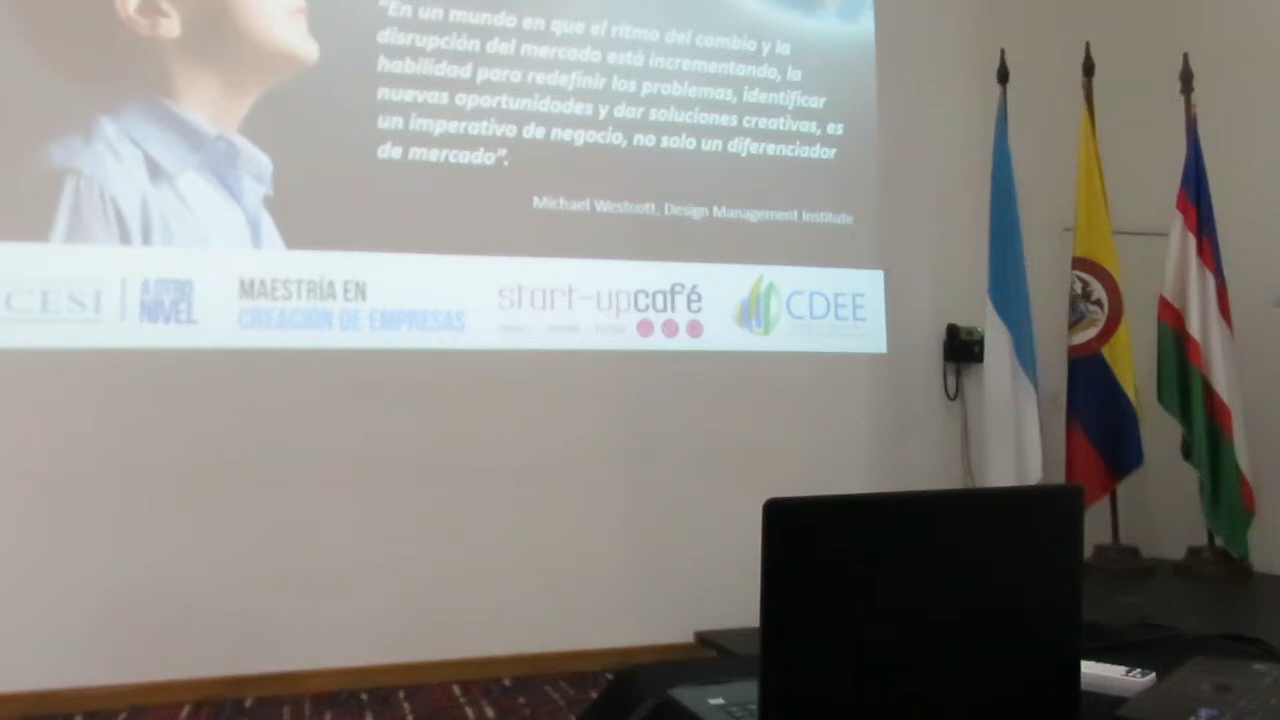 "En un mundo en que el ritmo del cambio y la
disrupción del mercado está incrementando, la
habilidad para redefinir los problemas, identificar
nuevas oportunidades y dar soluciones creativas, es
un imperativo de negocio, no solo un diferenciador
de mercado".
Michael Westcott, Design Management Institute
CESI
A OTRO
NIVEL
MAESTRÍA EN
CREACIÓN DE EMPRESAS
start-upcafé
CDEE